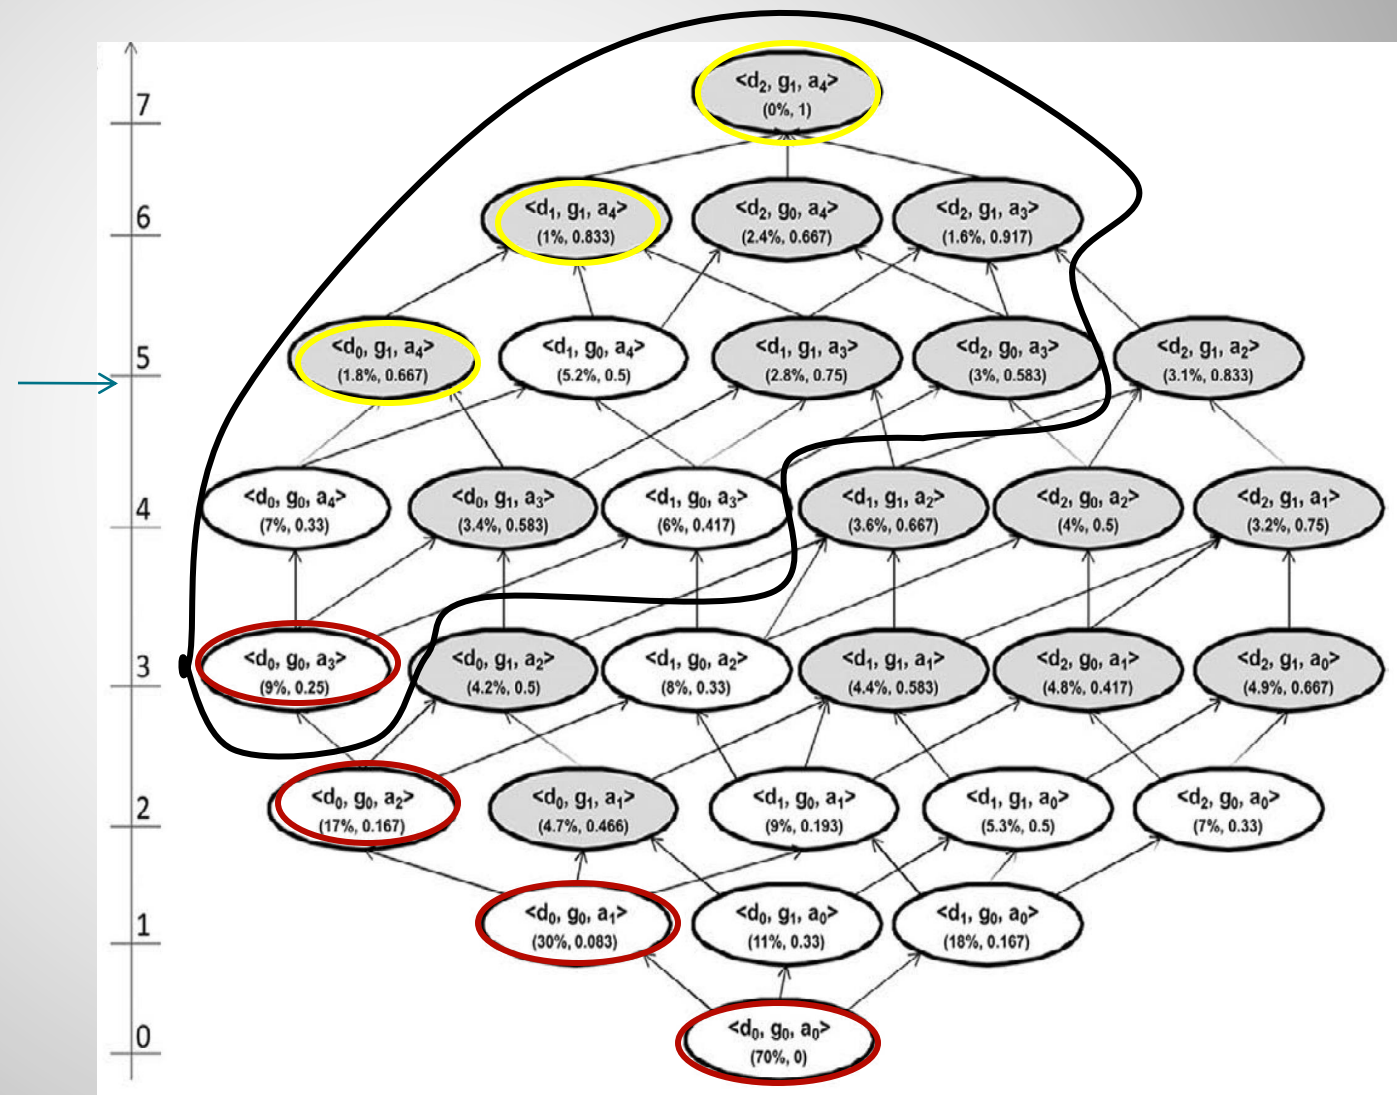 7
<d₂, g₁, a₄>
(0%, 1)
6
<d₁, g₁, a₄>
(1%, 0.833)
<d₂, g₀, a₄>
(2.4%, 0.667)
<d₂, g₁, a₃>
(1.6%, 0.917)
5
<d₀, g₁, a₄>
(1.8%, 0.667)
<d₁, g₀, a₄>
(5.2%, 0.5)
<d₁, g₁, a₃>
(2.8%, 0.75)
<d₂, g₀, a₃>
(3%, 0.583)
<d₂, g₁, a₂>
(3.1%, 0.833)
4
<d₀, g₀, a₄>
(7%, 0.33)
<d₀, g₁, a₃>
(3.4%, 0.583)
<d₁, g₀, a₃>
(6%, 0.417)
<d₁, g₁, a₂>
(3.6%, 0.667)
<d₂, g₀, a₂>
(4%, 0.5)
<d₂, g₁, a₁>
(3.2%, 0.75)
3
<d₀, g₀, a₃>
(9%, 0.25)
<d₀, g₁, a₂>
(4.2%, 0.5)
<d₁, g₀, a₂>
(8%, 0.33)
<d₁, g₁, a₁>
(4.4%, 0.583)
<d₂, g₀, a₁>
(4.8%, 0.417)
<d₂, g₁, a₀>
(4.9%, 0.667)
2
<d₀, g₀, a₂>
(17%, 0.167)
<d₀, g₁, a₁>
(4.7%, 0.466)
<d₁, g₀, a₁>
(9%, 0.193)
<d₁, g₁, a₀>
(5.3%, 0.5)
<d₂, g₀, a₀>
(7%, 0.33)
1
<d₀, g₀, a₁>
(30%, 0.083)
<d₀, g₁, a₀>
(11%, 0.33)
<d₁, g₀, a₀>
(18%, 0.167)
0
<d₀, g₀, a₀>
(70%, 0)